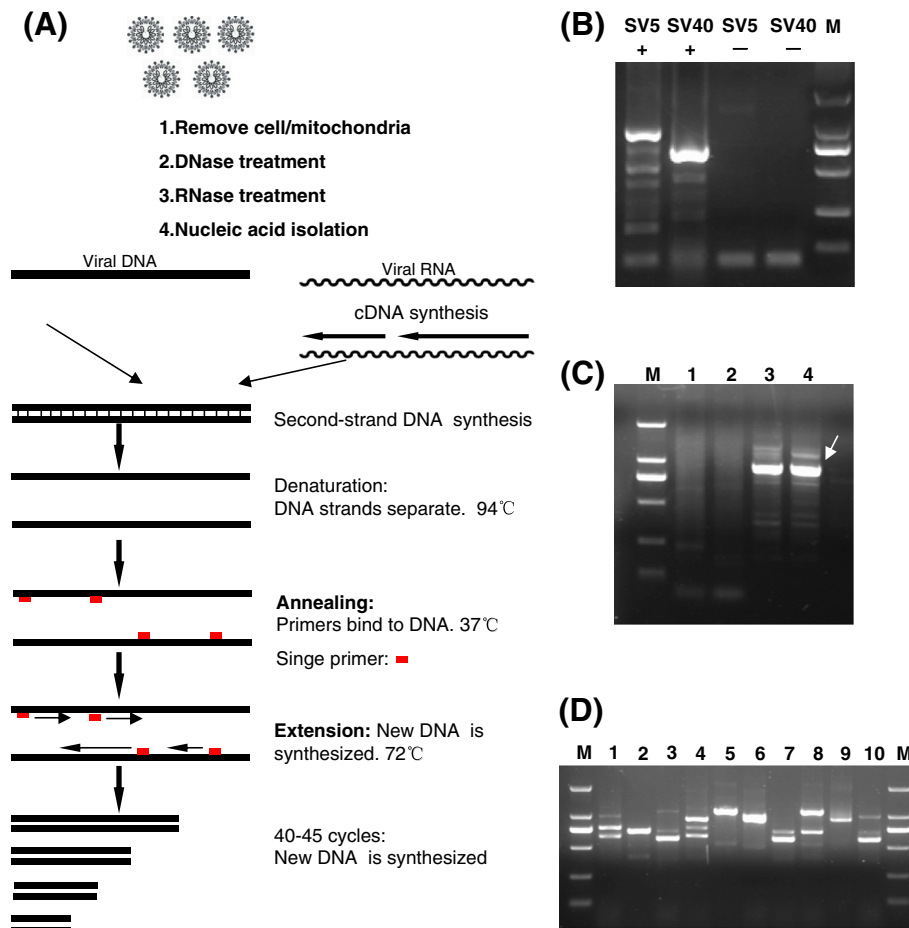 (A)
1.Remove cell/mitochondria
2.DNase treatment
3.RNase treatment
4.Nucleic acid isolation
Viral DNA
Viral RNA
cDNA synthesis
Second-strand DNA synthesis
Denaturation:
DNA strands separate. 94℃
Annealing:
Primers bind to DNA. 37℃
Singe primer:
Extension: New DNA is
synthesized. 72℃
40-45 cycles:
New DNA is synthesized
(B)
SV5 SV40 SV5 SV40 M
+ + — —
(C)
M 1 2 3 4
(D)
M 1 2 3 4 5 6 7 8 9 10 M